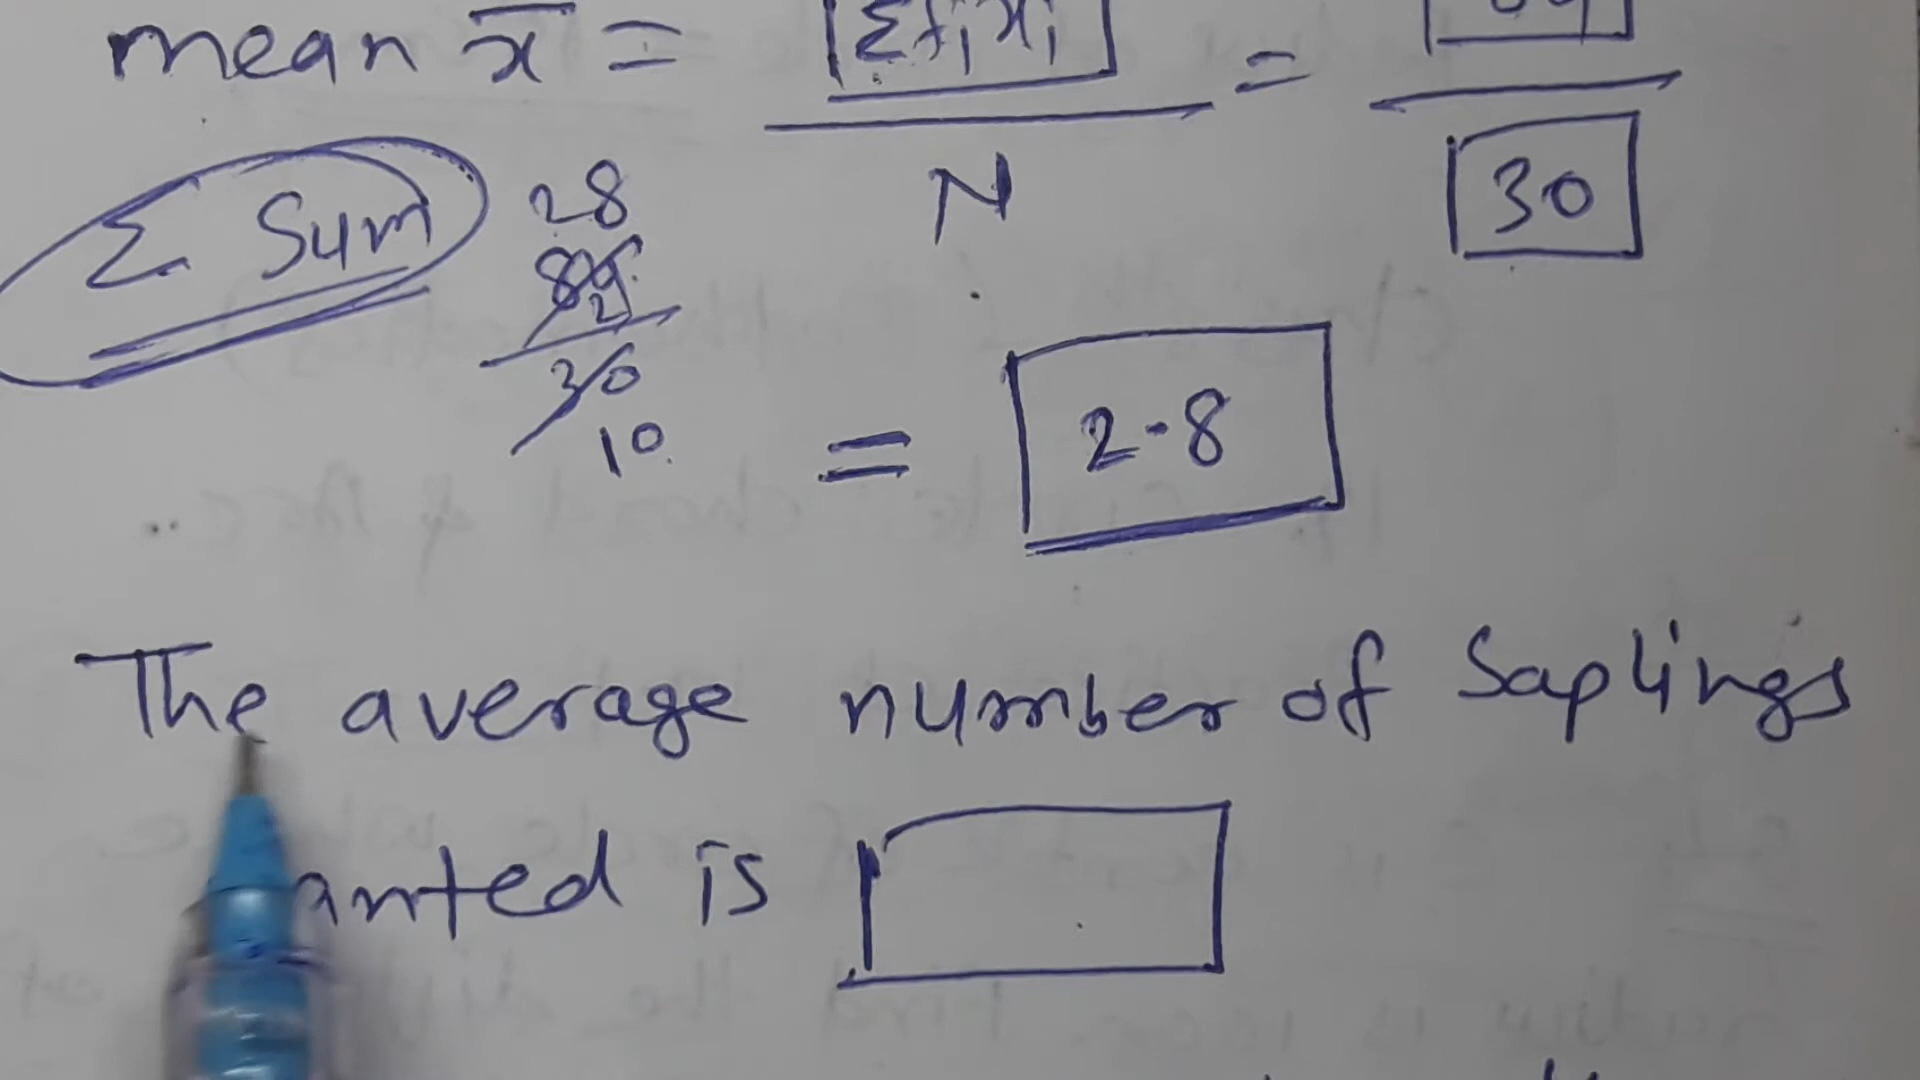 mean x̄ = Σfᵢxᵢ =
N 30
Σ Sum
28
30
10
= 2.8
The average number of Saplings
anted is